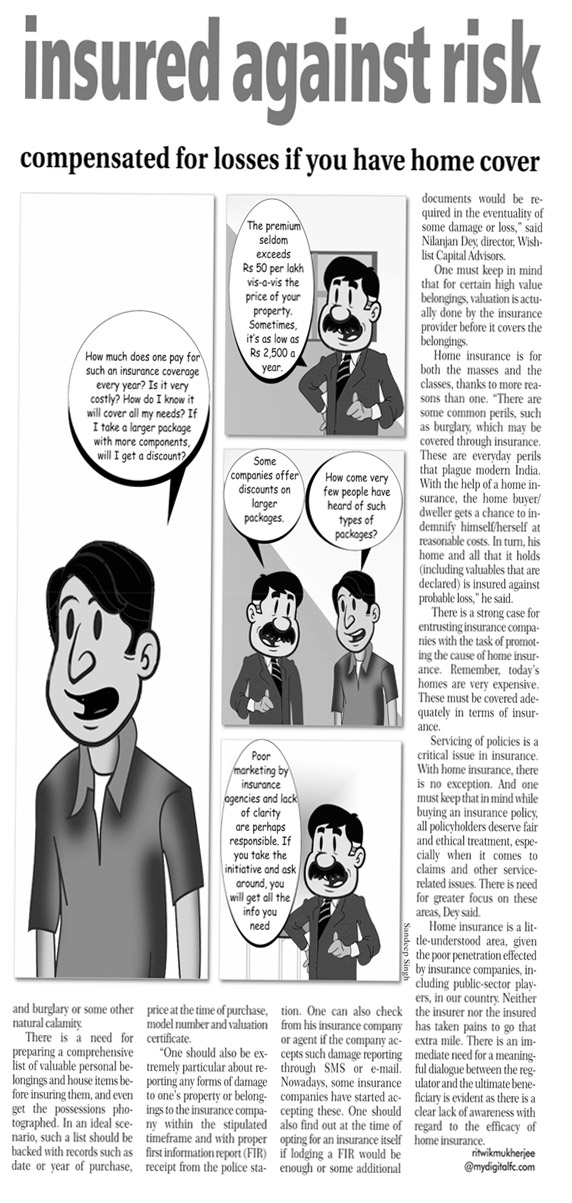 insured against risk
compensated for losses if you have home cover
How much does one pay for
such an insurance coverage
every year? Is it very
costly? How do I know it
will cover all my needs? If
I take a larger package
with more components,
will I get a discount?
The premium
seldom
exceeds
Rs 50 per lakh
vis-a-vis the
price of your
property.
Sometimes,
it's as low as
Rs 2,500 a
year.
Some
companies offer
discounts on
larger
packages.
How come very
few people have
heard of such
types of
packages?
Poor
marketing by
insurance
agencies and lack
of clarity
are perhaps
responsible. If
you take the
initiative and ask
around, you
will get all the
info you
need
Sandeep Singh
and burglary or some other
natural calamity.
There is a need for
preparing a comprehensive
list of valuable personal be-
longings and house items be-
fore insuring them, and even
get the possessions pho-
tographed. In an ideal sce-
nario, such a list should be
backed with records such as
date or year of purchase,
price at the time of purchase,
model number and valuation
certificate.
"One should also be ex-
tremely particular about re-
porting any forms of damage
to one's property or belong-
ings to the insurance compa-
ny within the stipulated
timeframe and with proper
first information report (FIR)
receipt from the police sta-
tion. One can also check
from his insurance company
or agent if the company ac-
cepts such damage reporting
through SMS or e-mail.
Nowadays, some insurance
companies have started ac-
cepting these. One should
also find out at the time of
opting for an insurance itself
if lodging a FIR would be
enough or some additional
documents would be re-
quired in the eventuality of
some damage or loss," said
Nilanjan Dey, director, Wish-
list Capital Advisors.
One must keep in mind
that for certain high value
belongings, valuation is actu-
ally done by the insurance
provider before it covers the
belongings.
Home insurance is for
both the masses and the
classes, thanks to more rea-
sons than one. "There are
some common perils, such
as burglary, which may be
covered through insurance.
These are everyday perils
that plague modern India.
With the help of a home in-
surance, the home buyer/
dweller gets a chance to in-
demnify himself/herself at
reasonable costs. In turn, his
home and all that it holds
(including valuables that are
declared) is insured against
probable loss," he said.
There is a strong case for
entrusting insurance compa-
nies with the task of promot-
ing the cause of home insur-
ance. Remember, today's
homes are very expensive.
These must be covered ade-
quately in terms of insur-
ance.
Servicing of policies is a
critical issue in insurance.
With home insurance, there
is no exception. And one
must keep that in mind while
buying an insurance policy,
all policyholders deserve fair
and ethical treatment, espe-
cially when it comes to
claims and other service-
related issues. There is need
for greater focus on these
areas, Dey said.
Home insurance is a lit-
tle-understood area, given
the poor penetration effected
by insurance companies, in-
cluding public-sector play-
ers, in our country. Neither
the insurer nor the insured
has taken pains to go that
extra mile. There is an im-
mediate need for a meaning-
ful dialogue between the reg-
ulator and the ultimate bene-
ficiary is evident as there is a
clear lack of awareness with
regard to the efficacy of
home insurance.
ritwikmukherjee
@mydigitalfc.com